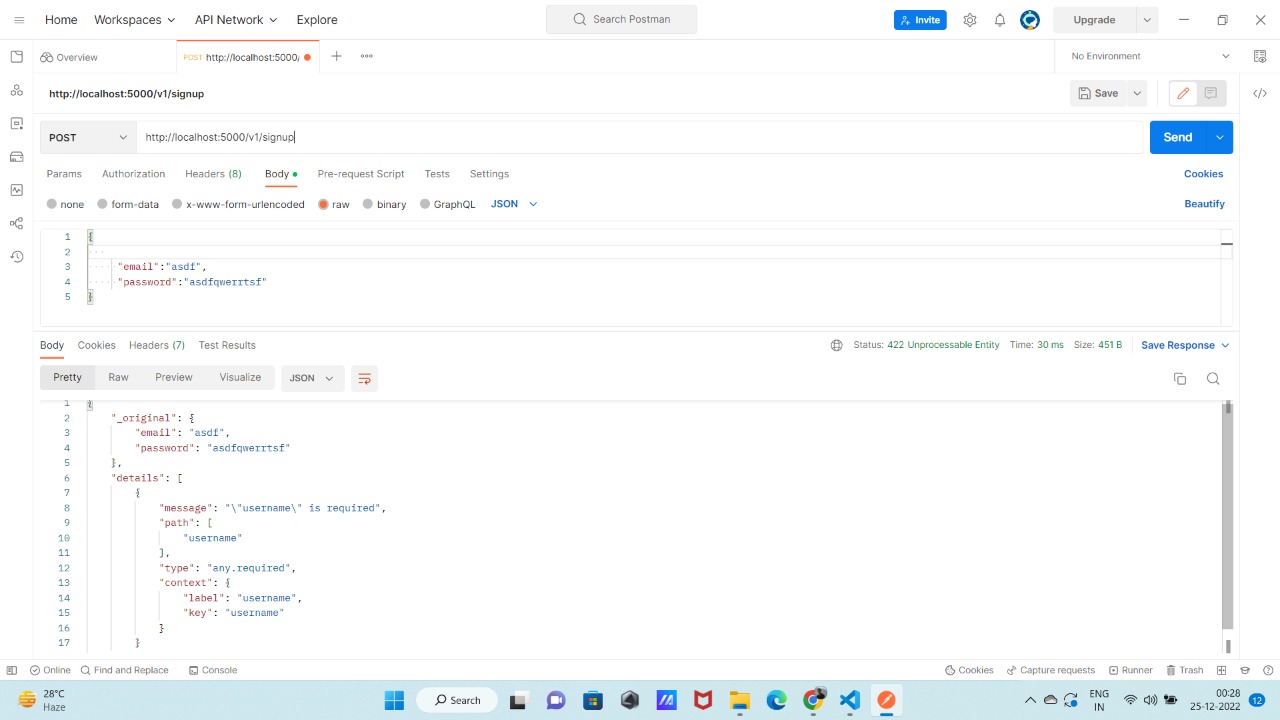 Home Workspaces API Network Explore Search Postman Invite Upgrade
Overview POST http://localhost:5000/ No Environment
http://localhost:5000/v1/signup Save
POST http://localhost:5000/v1/signup Send
Params Authorization Headers (8) Body Pre-request Script Tests Settings Cookies
none form-data x-www-form-urlencoded raw binary GraphQL JSON Beautify
1 {
2
3 "email":"asdf",
4 "password":"asdfqwerrtsf"
5 }
Body Cookies Headers (7) Test Results Status: 422 Unprocessable Entity Time: 30 ms Size: 451 B Save Response
Pretty Raw Preview Visualize JSON
1 {
2 "_original": {
3 "email": "asdf",
4 "password": "asdfqwerrtsf"
5 },
6 "details": [
7 {
8 "message": "\"username\" is required",
9 "path": [
10 "username"
11 ],
12 "type": "any.required",
13 "context": {
14 "label": "username",
15 "key": "username"
16 }
17 }
Online Find and Replace Console Cookies Capture requests Runner Trash
28°C
Haze
Search
ENG
IN
00:28
25-12-2022
12